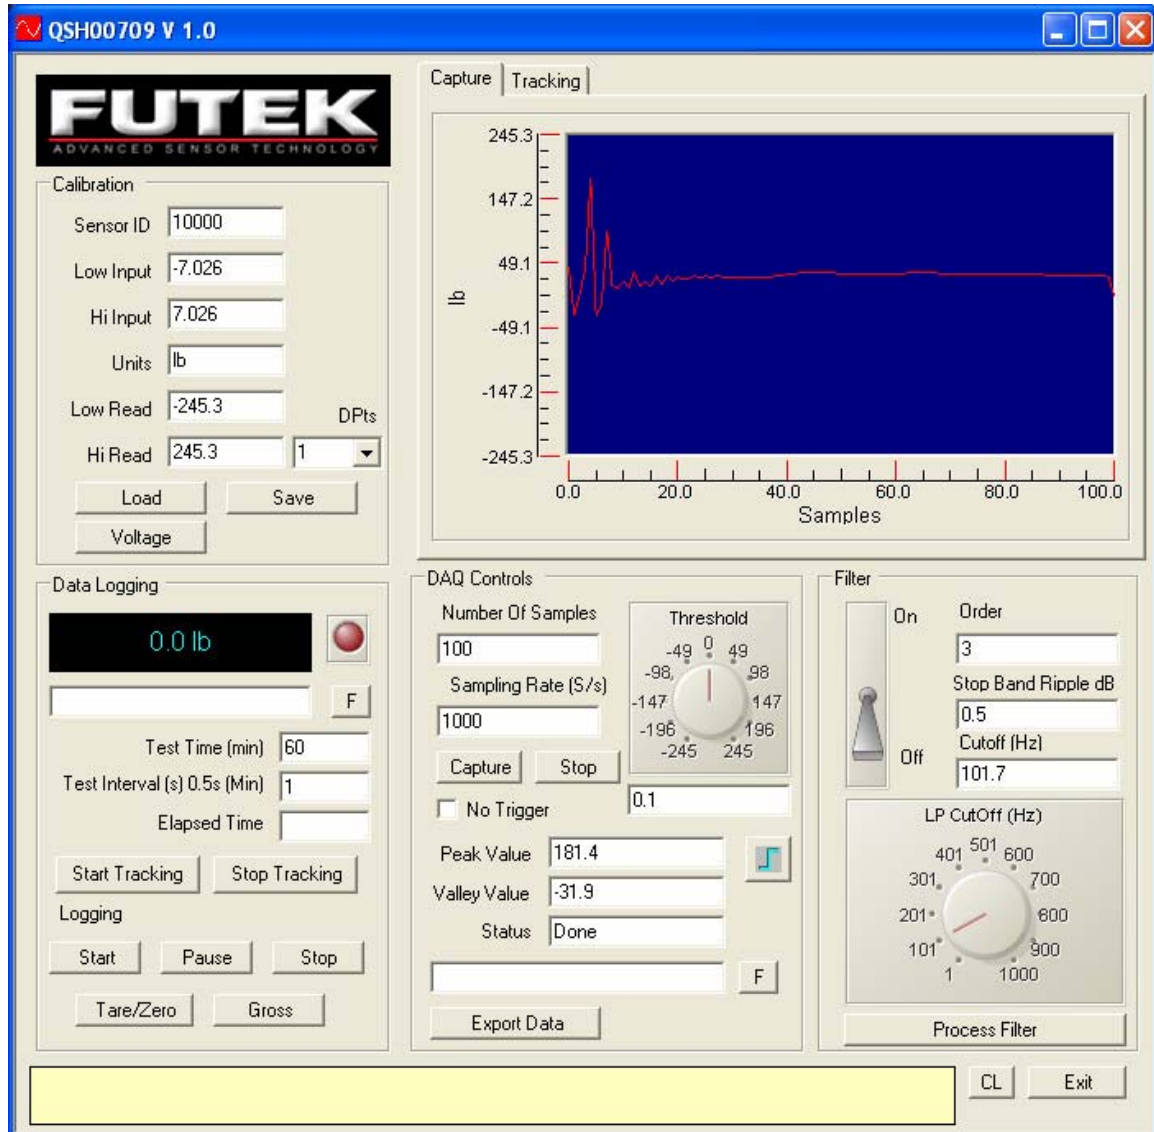 QSH00709 V 1.0
FUTEK
ADVANCED SENSOR TECHNOLOGY
Calibration
Sensor ID 10000
Low Input -7.026
Hi Input 7.026
Units lb
Low Read -245.3
DPts
Hi Read 245.3 1
Load Save
Voltage
Capture Tracking
245.3
147.2
49.1
-49.1
-147.2
-245.3
lb
0.0 20.0 40.0 60.0 80.0 100.0
Samples
Data Logging
0.0 lb
F
Test Time (min) 60
Test Interval (s) 0.5s (Min) 1
Elapsed Time
Start Tracking Stop Tracking
Logging
Start Pause Stop
Tare/Zero Gross
DAQ Controls
Number Of Samples
100
Sampling Rate (S/s)
1000
Capture Stop
No Trigger
Threshold
-49 0 49
-98 98
-147 147
-196 196
-245 245
0.1
Peak Value 181.4
Valley Value -31.9
Status Done
F
Export Data
Filter
On
Off
Order
3
Stop Band Ripple dB
0.5
Cutoff (Hz)
101.7
LP CutOff (Hz)
401 501 600
301 700
201 800
101 900
1 1000
Process Filter
CL Exit